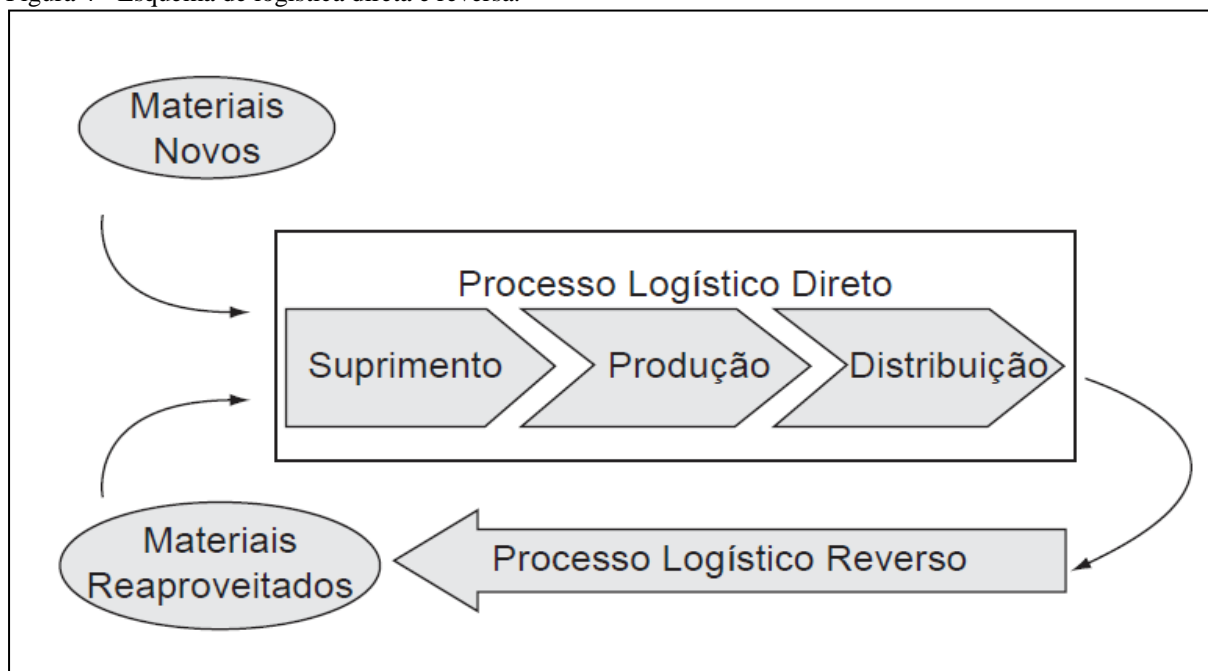 Materiais
Novos
Processo Logístico Direto
Suprimento
Produção
Distribuição
Processo Logístico Reverso
Materiais
Reaproveitados